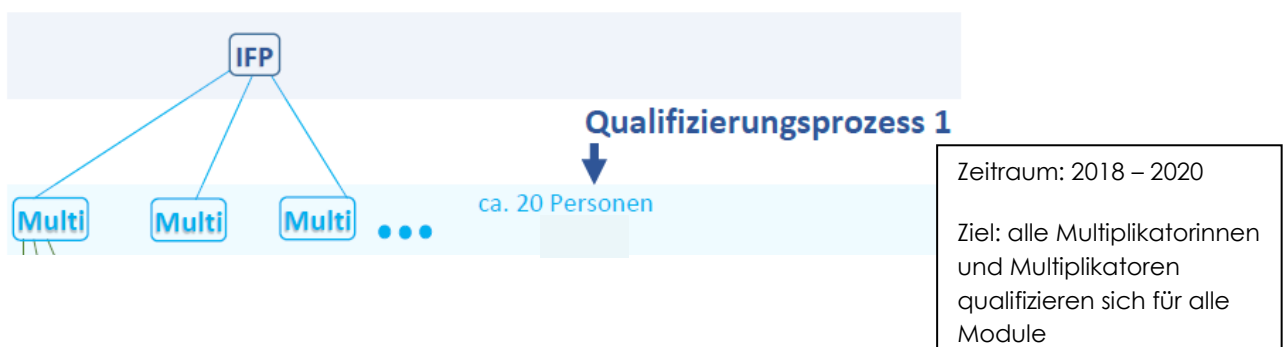 IFP
Qualifizierungsprozess 1
Zeitraum: 2018 – 2020
Multi Multi Multi ...
ca. 20 Personen
Ziel: alle Multiplikatorinnen
und Multiplikatoren
qualifizieren sich für alle
Module